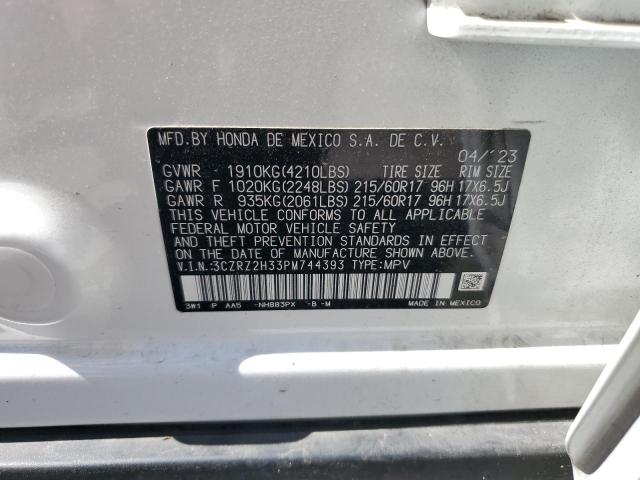 MFD.BY HONDA DE MEXICO S.A. DE C.V.
04/'23
GVWR - 1910KG(4210LBS) TIRE SIZE RIM SIZE
GAWR F 1020KG(2248LBS) 215/60R17 96H 17X6.5J
GAWR R 935KG(2061LBS) 215/60R17 96H 17X6.5J
THIS VEHICLE CONFORMS TO ALL APPLICABLE
FEDERAL MOTOR VEHICLE SAFETY
AND THEFT PREVENTION STANDARDS IN EFFECT ON
THE DATE OF MANUFACTURE SHOWN ABOVE.
V.I.N.:3CZRZ2H33PM744393 TYPE:MPV
3W1 P AA5 -NH883PX -B -M MADE IN MEXICO